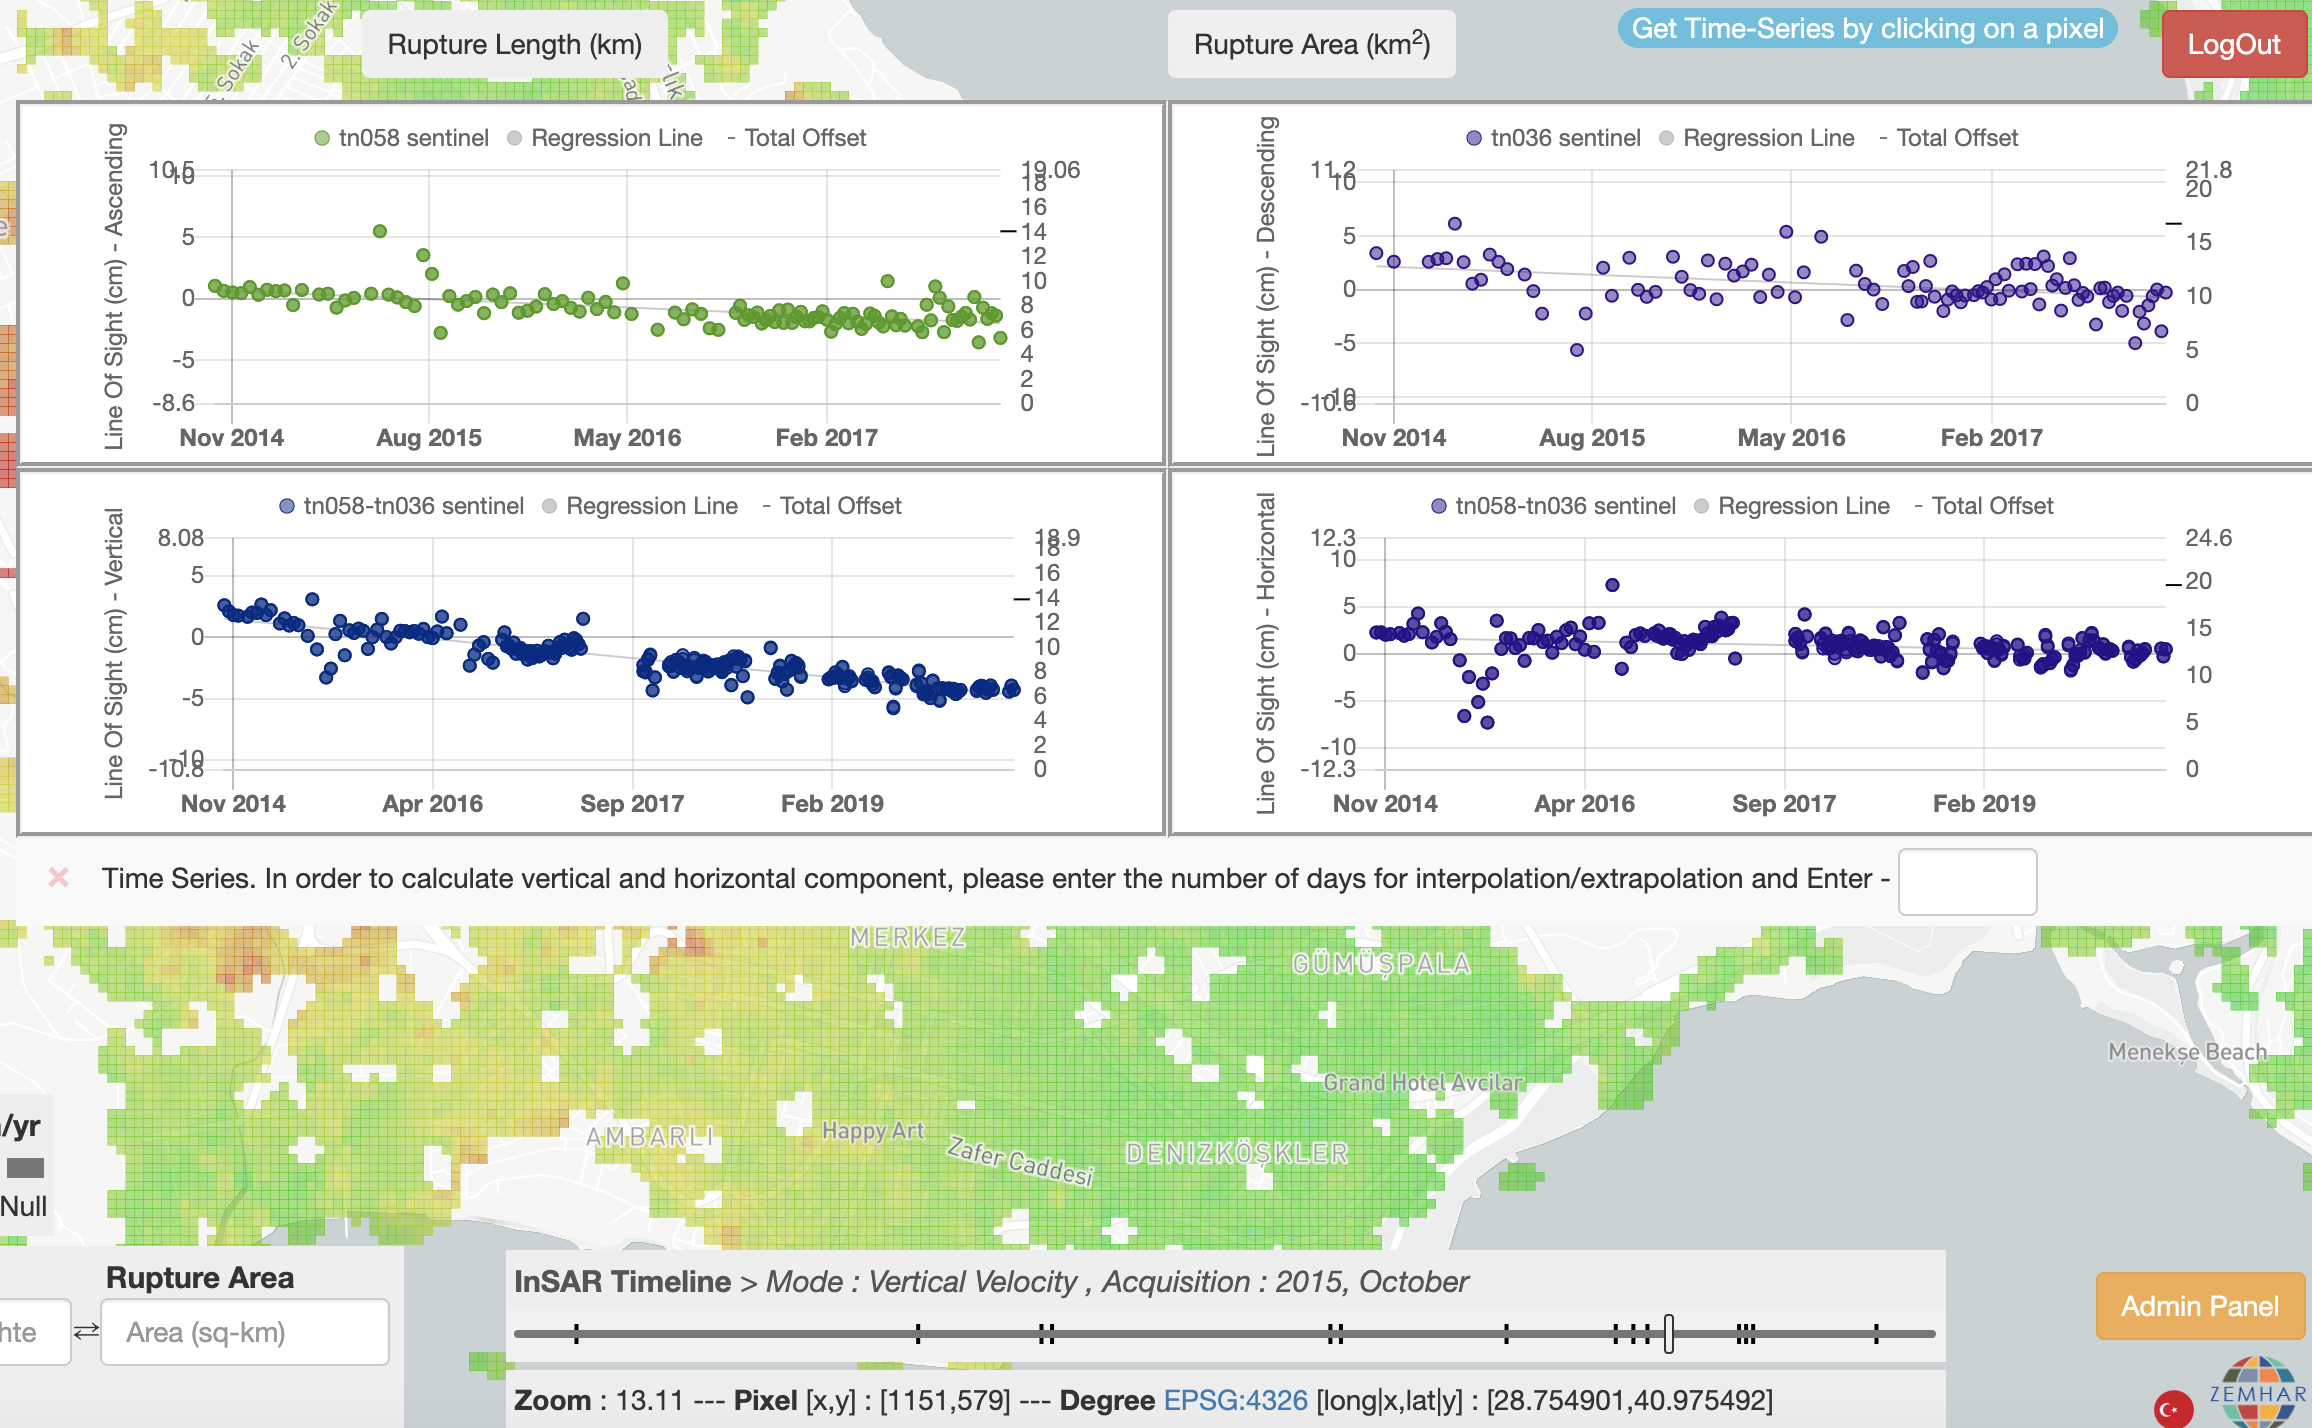 2. Sokak
Sokak
Rupture Length (km)
Rupture Area (km²)
Get Time-Series by clicking on a pixel
LogOut
tn058 sentinel Regression Line - Total Offset
Line Of Sight (cm) - Ascending
10.5
10
5
0
-5
-8.6
19.06
18
16
14
12
10
8
6
4
2
0
Nov 2014 Aug 2015 May 2016 Feb 2017
tn036 sentinel Regression Line - Total Offset
Line Of Sight (cm) - Descending
11.2
10
5
0
-5
-10
-10.6
21.8
20
15
10
5
0
Nov 2014 Aug 2015 May 2016 Feb 2017
tn058-tn036 sentinel Regression Line - Total Offset
Line Of Sight (cm) - Vertical
8.08
5
0
-5
-10
-10.8
18.9
18
16
14
12
10
8
6
4
2
0
Nov 2014 Apr 2016 Sep 2017 Feb 2019
tn058-tn036 sentinel Regression Line - Total Offset
Line Of Sight (cm) - Horizontal
12.3
10
5
0
-5
-10
-12.3
24.6
20
15
10
5
0
Nov 2014 Apr 2016 Sep 2017 Feb 2019
Time Series. In order to calculate vertical and horizontal component, please enter the number of days for interpolation/extrapolation and Enter -
MERKEZ
GÜMÜŞPALA
Menekşe Beach
Grand Hotel Avcilar
AMBARLI
Happy Art
Zafer Caddesi
DENIZKÖŞKLER
/yr
Null
Rupture Area
hte
Area (sq-km)
InSAR Timeline > Mode : Vertical Velocity , Acquisition : 2015, October
Admin Panel
Zoom : 13.11 --- Pixel [x,y] : [1151,579] --- Degree EPSG:4326 [long|x,lat|y] : [28.754901,40.975492]
ZEMHAR